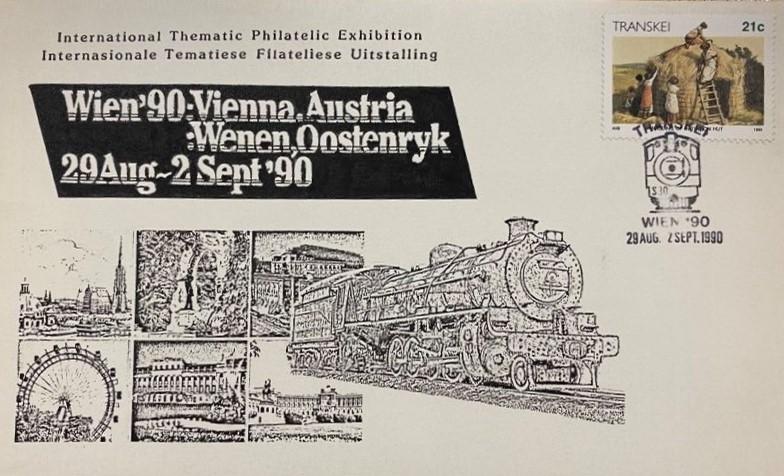 International Thematic Philatelic Exhibition
Internasionale Tematiese Filateliese Uitstalling
Wien'90:Vienna,Austria
:Wenen,Oostenryk
29Aug~2 Sept '90
TRANSKEI 21c
TRANSKEI
S30
WIEN '90
29 AUG. 2 SEPT. 1990